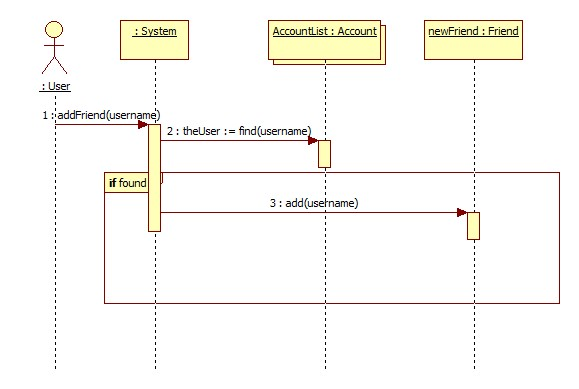 : System
AccountList : Account
newFriend : Friend
: User
1 : addFriend(username)
2 : theUser := find(username)
if found
3 : add(username)